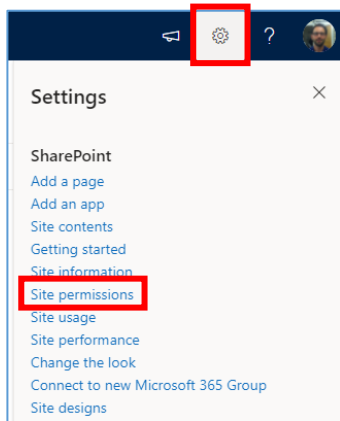 ?
Settings
SharePoint
Add a page
Add an app
Site contents
Getting started
Site information
Site permissions
Site usage
Site performance
Change the look
Connect to new Microsoft 365 Group
Site designs